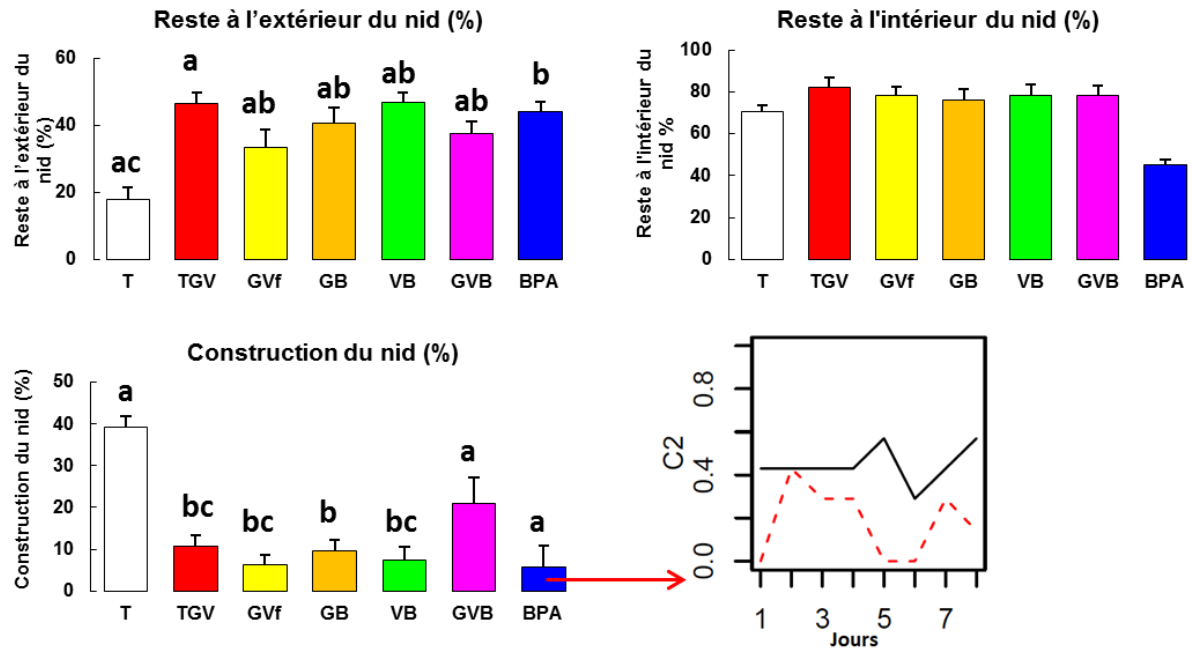 Reste à l’extérieur du nid (%)
Reste à l’extérieur du
nid (%)
60
40
20
0
ac
a
ab
ab
ab
ab
b
T TGV GVf GB VB GVB BPA
Reste à l'intérieur du nid (%)
Reste à l'intérieur du
nid %
100
80
60
40
20
0
T TGV GVf GB VB GVB BPA
Construction du nid (%)
Construction du nid (%)
50
40
30
20
10
0
a
bc
bc
b
bc
a
a
T TGV GVf GB VB GVB BPA
C2
0.8
0.4
0.0
1 3 5 7
Jours